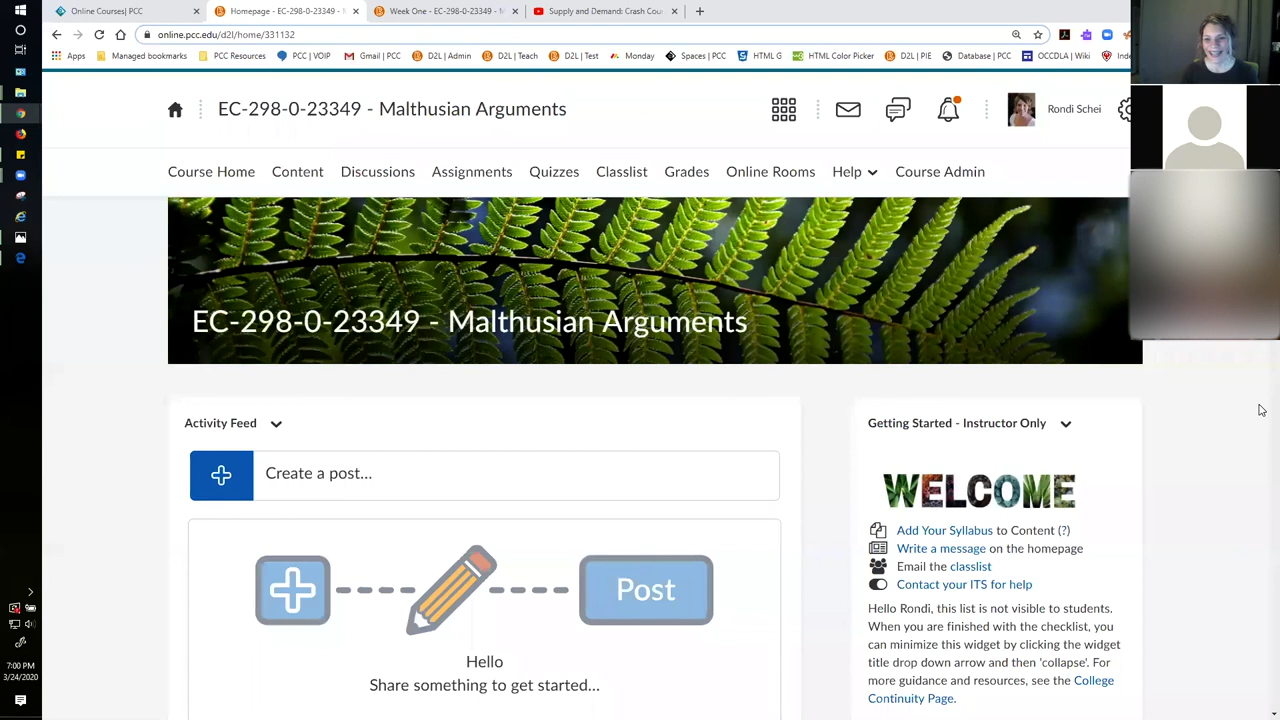 Online Courses| PCC
Homepage - EC-298-0-23349 -
Week One - EC-298-0-23349 - M
Supply and Demand: Crash Cou
online.pcc.edu/d2l/home/331132
Apps
Managed bookmarks
PCC Resources
PCC | VOIP
Gmail | PCC
D2L | Admin
D2L | Teach
D2L | Test
Monday
Spaces | PCC
HTML G
HTML Color Picker
D2L | PIE
Database | PCC
OCCDLA | Wiki
EC-298-0-23349 - Malthusian Arguments
Rondi Schei
Course Home
Content
Discussions
Assignments
Quizzes
Classlist
Grades
Online Rooms
Help
Course Admin
EC-298-0-23349 - Malthusian Arguments
Activity Feed
Create a post...
Post
Hello
Share something to get started...
Getting Started - Instructor Only
WELCOME
Add Your Syllabus to Content (?)
Write a message on the homepage
Email the classlist
Contact your ITS for help
Hello Rondi, this list is not visible to students.
When you are finished with the checklist, you
can minimize this widget by clicking the widget
title drop down arrow and then 'collapse'. For
more guidance and resources, see the College
Continuity Page.
7:00 PM
3/24/2020